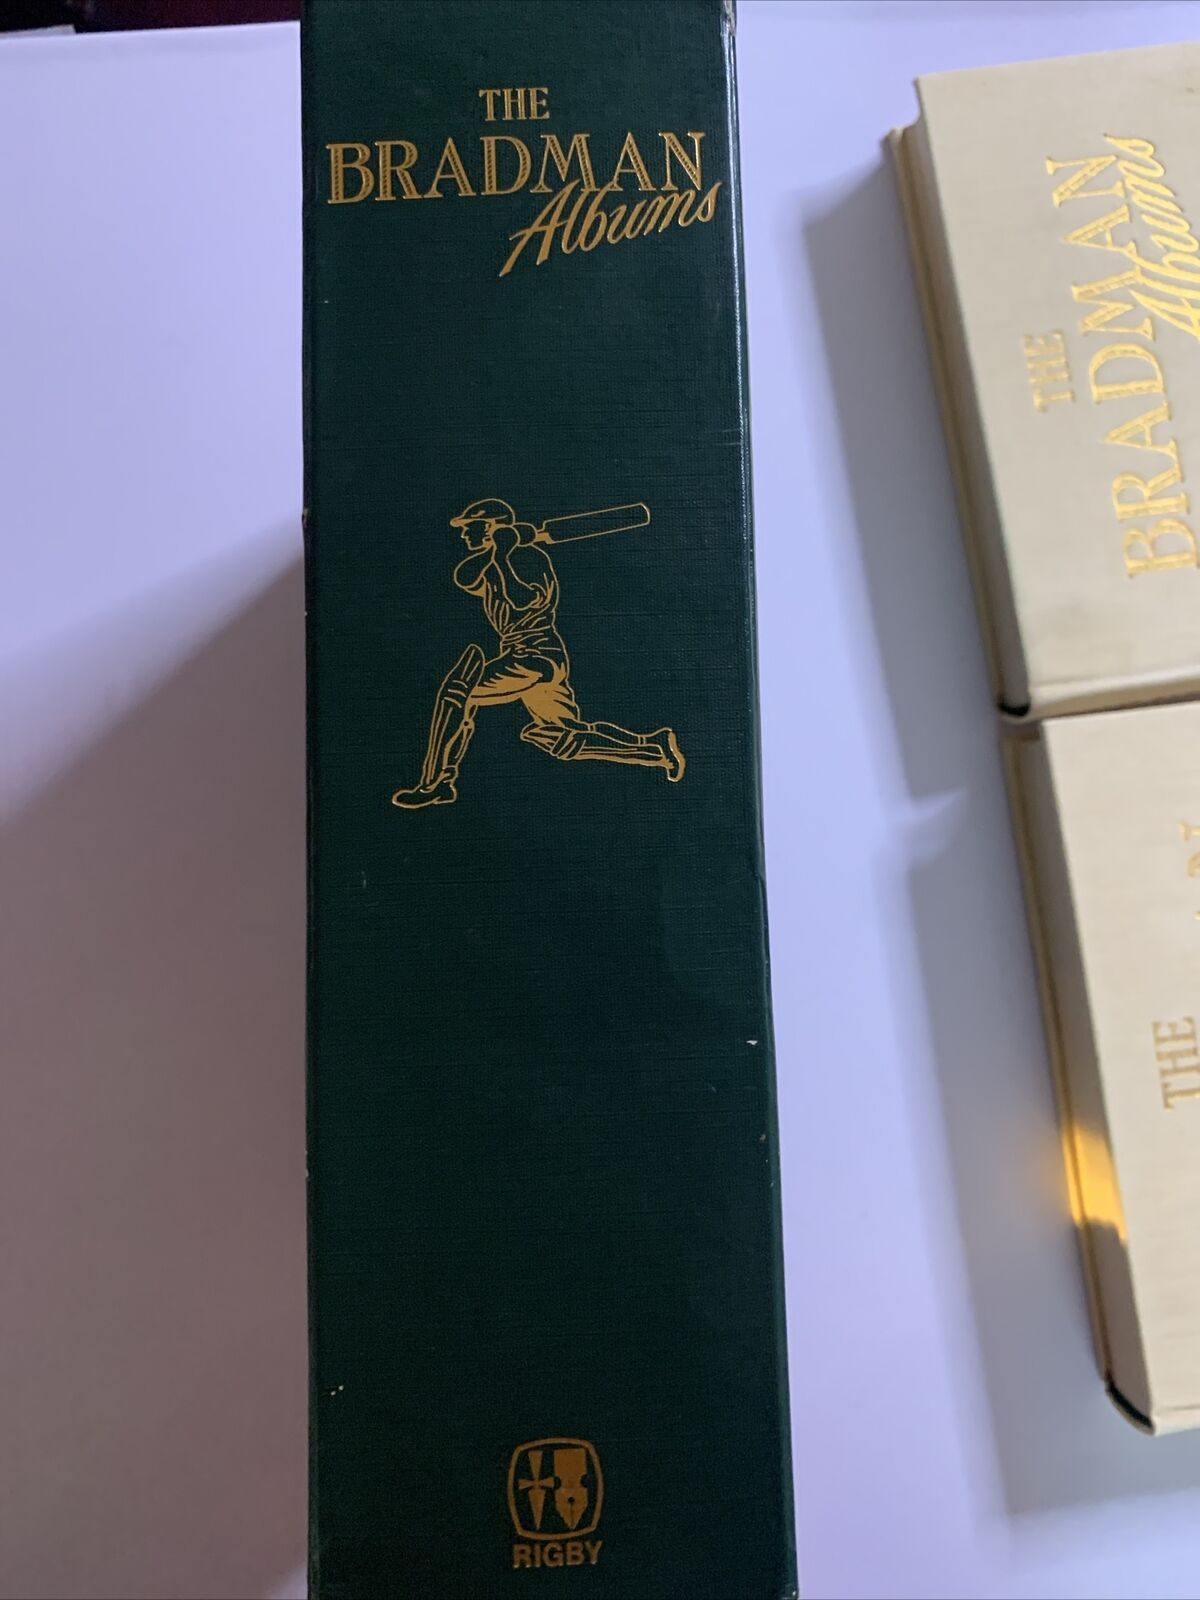 THE
BRADMAN
Albums
RIGBY
THE
BRADMAN
Albums
THE